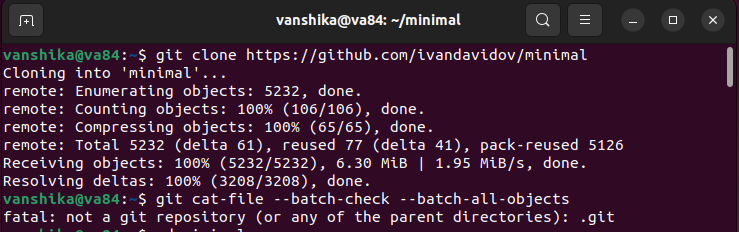 vanshika@va84: ~/minimal
vanshika@va84:~$ git clone https://github.com/ivandavidov/minimal
Cloning into 'minimal'...
remote: Enumerating objects: 5232, done.
remote: Counting objects: 100% (106/106), done.
remote: Compressing objects: 100% (65/65), done.
remote: Total 5232 (delta 61), reused 77 (delta 41), pack-reused 5126
Receiving objects: 100% (5232/5232), 6.30 MiB | 1.95 MiB/s, done.
Resolving deltas: 100% (3208/3208), done.
vanshika@va84:~$ git cat-file --batch-check --batch-all-objects
fatal: not a git repository (or any of the parent directories): .git